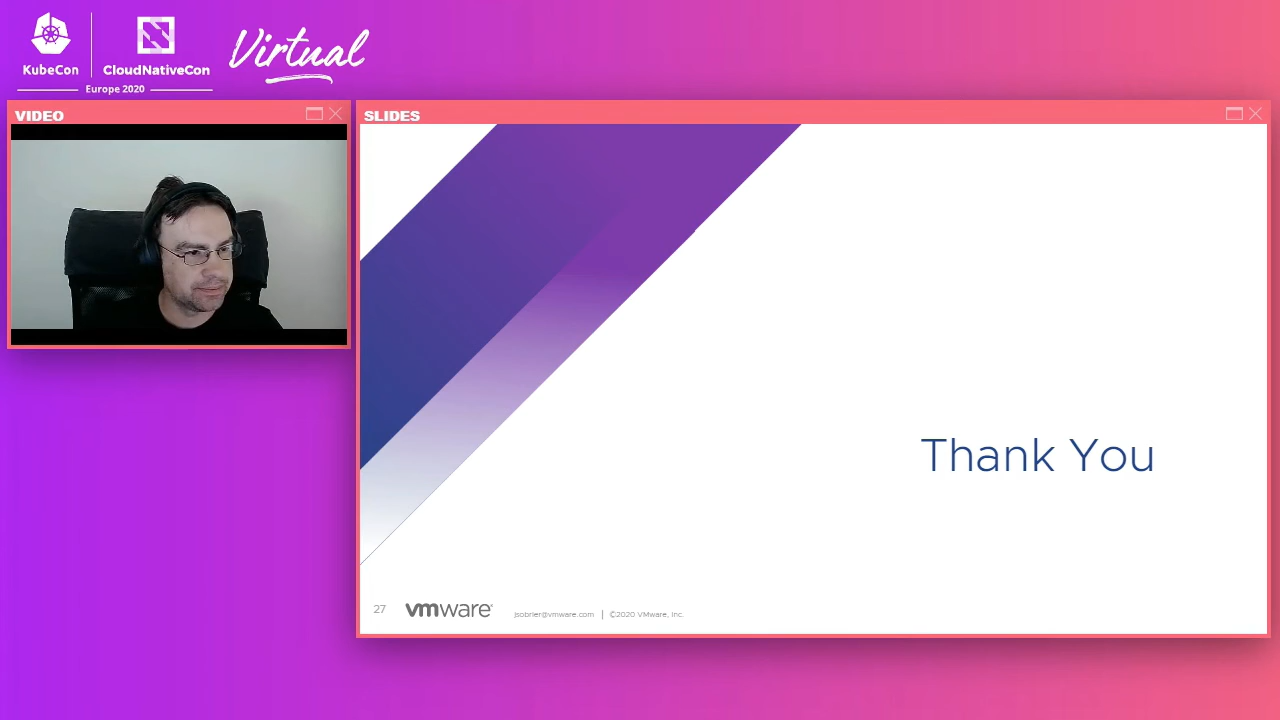 KubeCon
CloudNativeCon
Europe 2020
Virtual
VIDEO
SLIDES
Thank You
27
vmware®
jsobrier@vmware.com | ©2020 VMware, Inc.